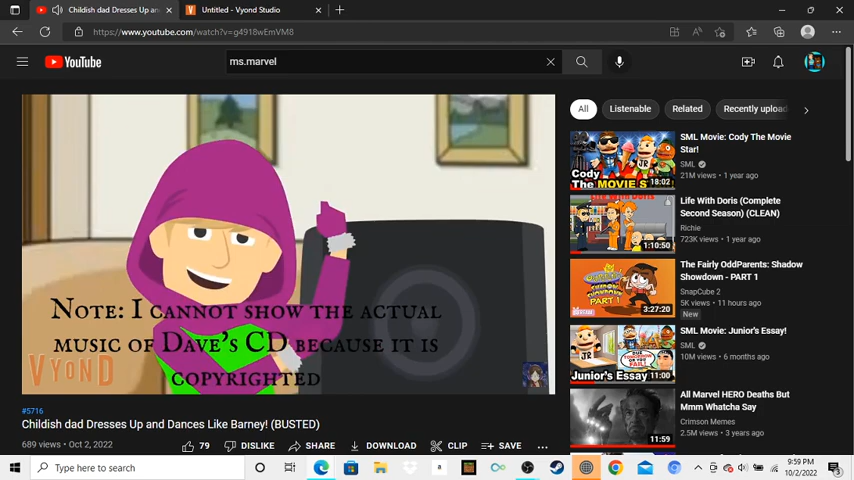 Childish dad Dresses Up an
Untitled - Vyond Studio
https://www.youtube.com/watch?v=g4918wEmVM8
YouTube
ms.marvel
All
Listenable
Related
Recently upload
NOTE: I CANNOT SHOW THE ACTUAL
MUSIC OF DAVE'S CD BECAUSE IT IS
COPYRIGHTED
VYOND
#5716
Childish dad Dresses Up and Dances Like Barney! (BUSTED)
689 views • Oct 2, 2022
79
DISLIKE
SHARE
DOWNLOAD
CLIP
SAVE
Cody
THE MOVIE S
18:02
SML Movie: Cody The Movie
Star!
SML
21M views • 1 year ago
1:10:50
Life With Doris (Complete
Second Season) (CLEAN)
Richie
723K views • 1 year ago
PART 1
3:27:20
The Fairly OddParents: Shadow
Showdown - PART 1
SnapCube 2
5K views • 11 hours ago
New
JR
Junior's Essay
11:00
SML Movie: Junior's Essay!
SML
10M views • 6 months ago
11:59
All Marvel HERO Deaths But
Mmm Whatcha Say
Crimson Memes
2.5M views • 3 years ago
Type here to search
9:59 PM
10/2/2022